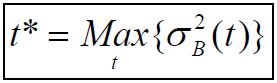 t* = Max{σ_B^2(t)}
t